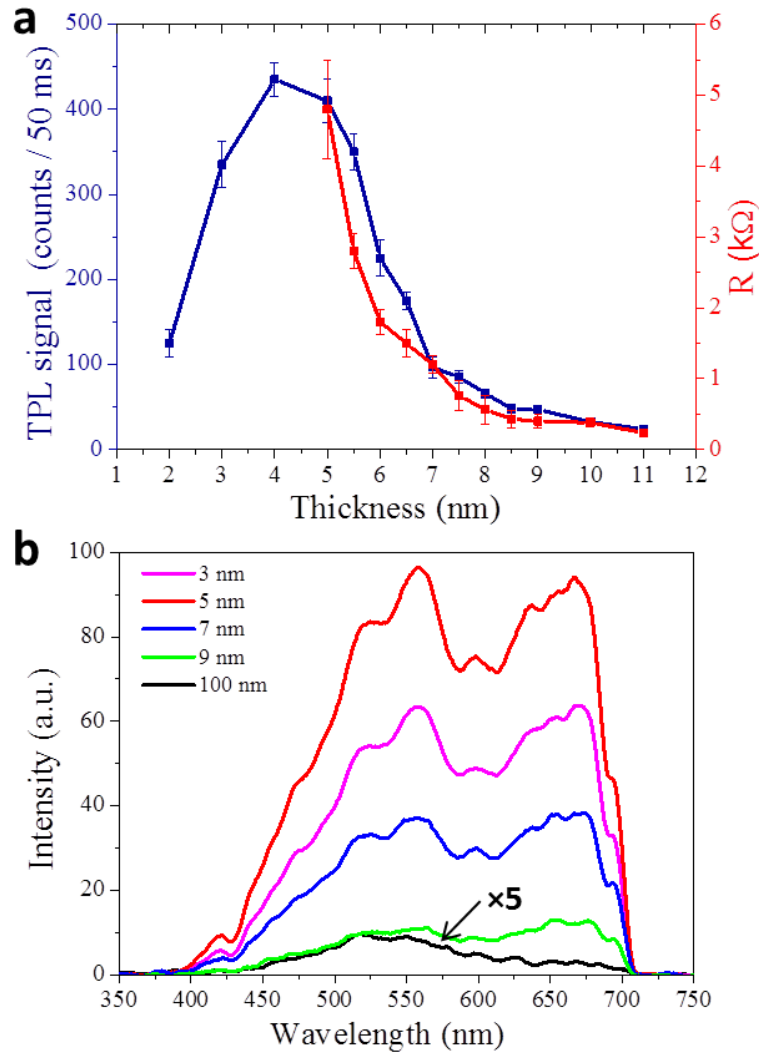 a
TPL signal (counts / 50 ms)
500
400
300
200
100
0
6
5
4
3
2
1
0
R (kΩ)
1 2 3 4 5 6 7 8 9 10 11 12
Thickness (nm)
b
Intensity (a.u.)
100
80
60
40
20
0
3 nm
5 nm
7 nm
9 nm
100 nm
×5
350 400 450 500 550 600 650 700 750
Wavelength (nm)